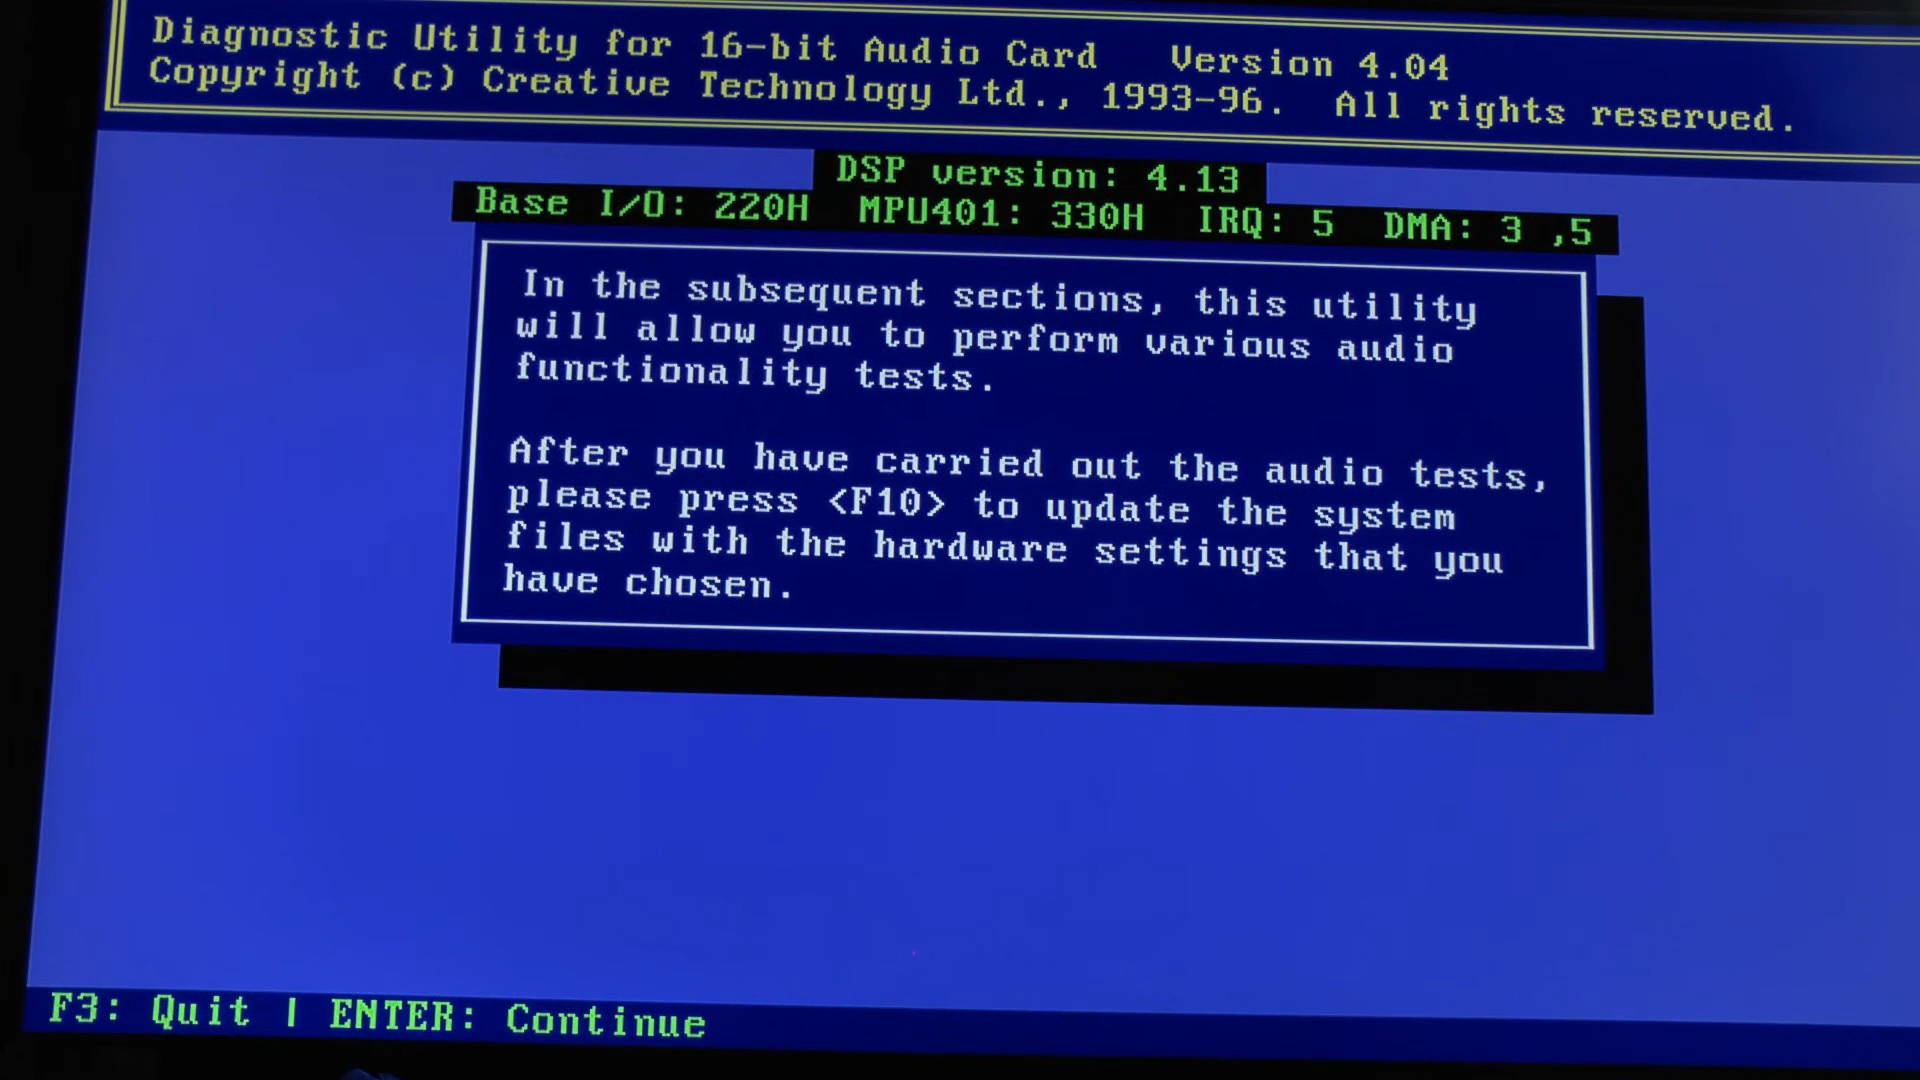 Diagnostic Utility for 16-bit Audio Card   Version 4.04
Copyright (c) Creative Technology Ltd., 1993-96.  All rights reserved.
DSP version: 4.13
Base I/O: 220H  MPU401: 330H  IRQ: 5  DMA: 3 ,5
In the subsequent sections, this utility
will allow you to perform various audio
functionality tests.
After you have carried out the audio tests,
please press <F10> to update the system
files with the hardware settings that you
have chosen.
F3: Quit | ENTER: Continue